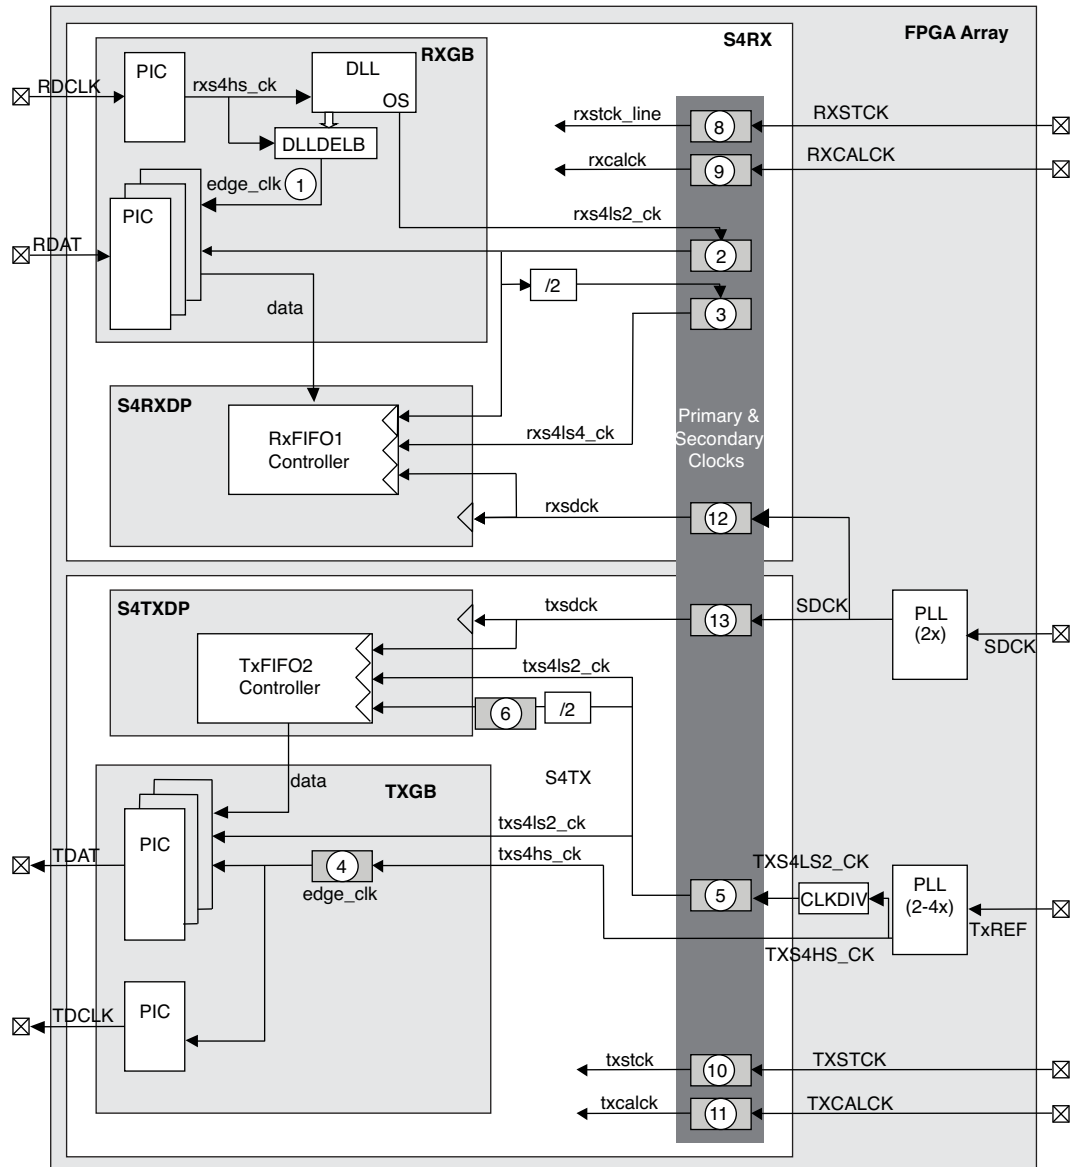 FPGA Array
S4RX
RXGB
RDCLK
PIC
rxs4hs_ck
DLL
OS
DLLDELB
edge_clk
1
PIC
RDAT
data
rxstck_line
8
RXSTCK
rxcalck
9
RXCALCK
rxs4ls2_ck
2
/2
3
S4RXDP
RxFIFO1
Controller
rxs4ls4_ck
Primary &
Secondary
Clocks
rxsdck
12
S4TXDP
txsdck
13
SDCK
PLL
(2x)
SDCK
TxFIFO2
Controller
txs4ls2_ck
6
/2
data
S4TX
TXGB
PIC
TDAT
txs4ls2_ck
txs4hs_ck
4
edge_clk
5
TXS4LS2_CK
CLKDIV
PLL
(2-4x)
TxREF
TXS4HS_CK
PIC
TDCLK
txstck
10
TXSTCK
txcalck
11
TXCALCK